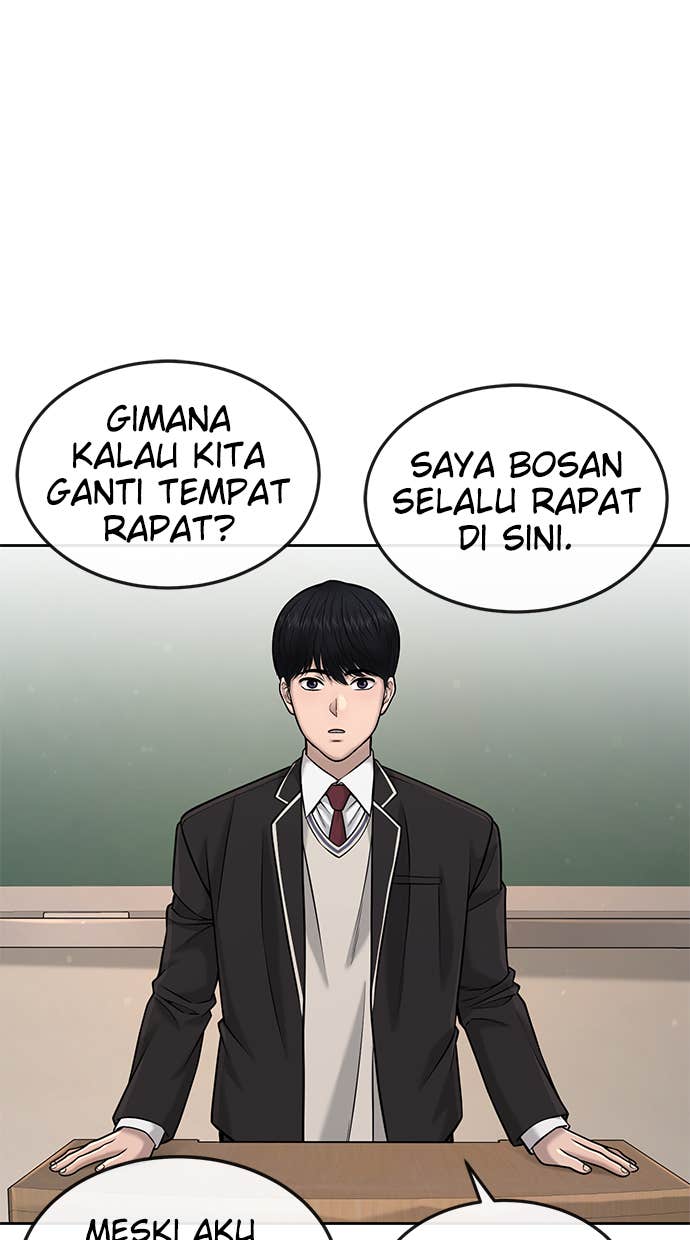 GIMANA
KALAU KITA
GANTI TEMPAT
RAPAT?
SAYA BOSAN
SELALU RAPAT
DI SINI.
MESKI AKU